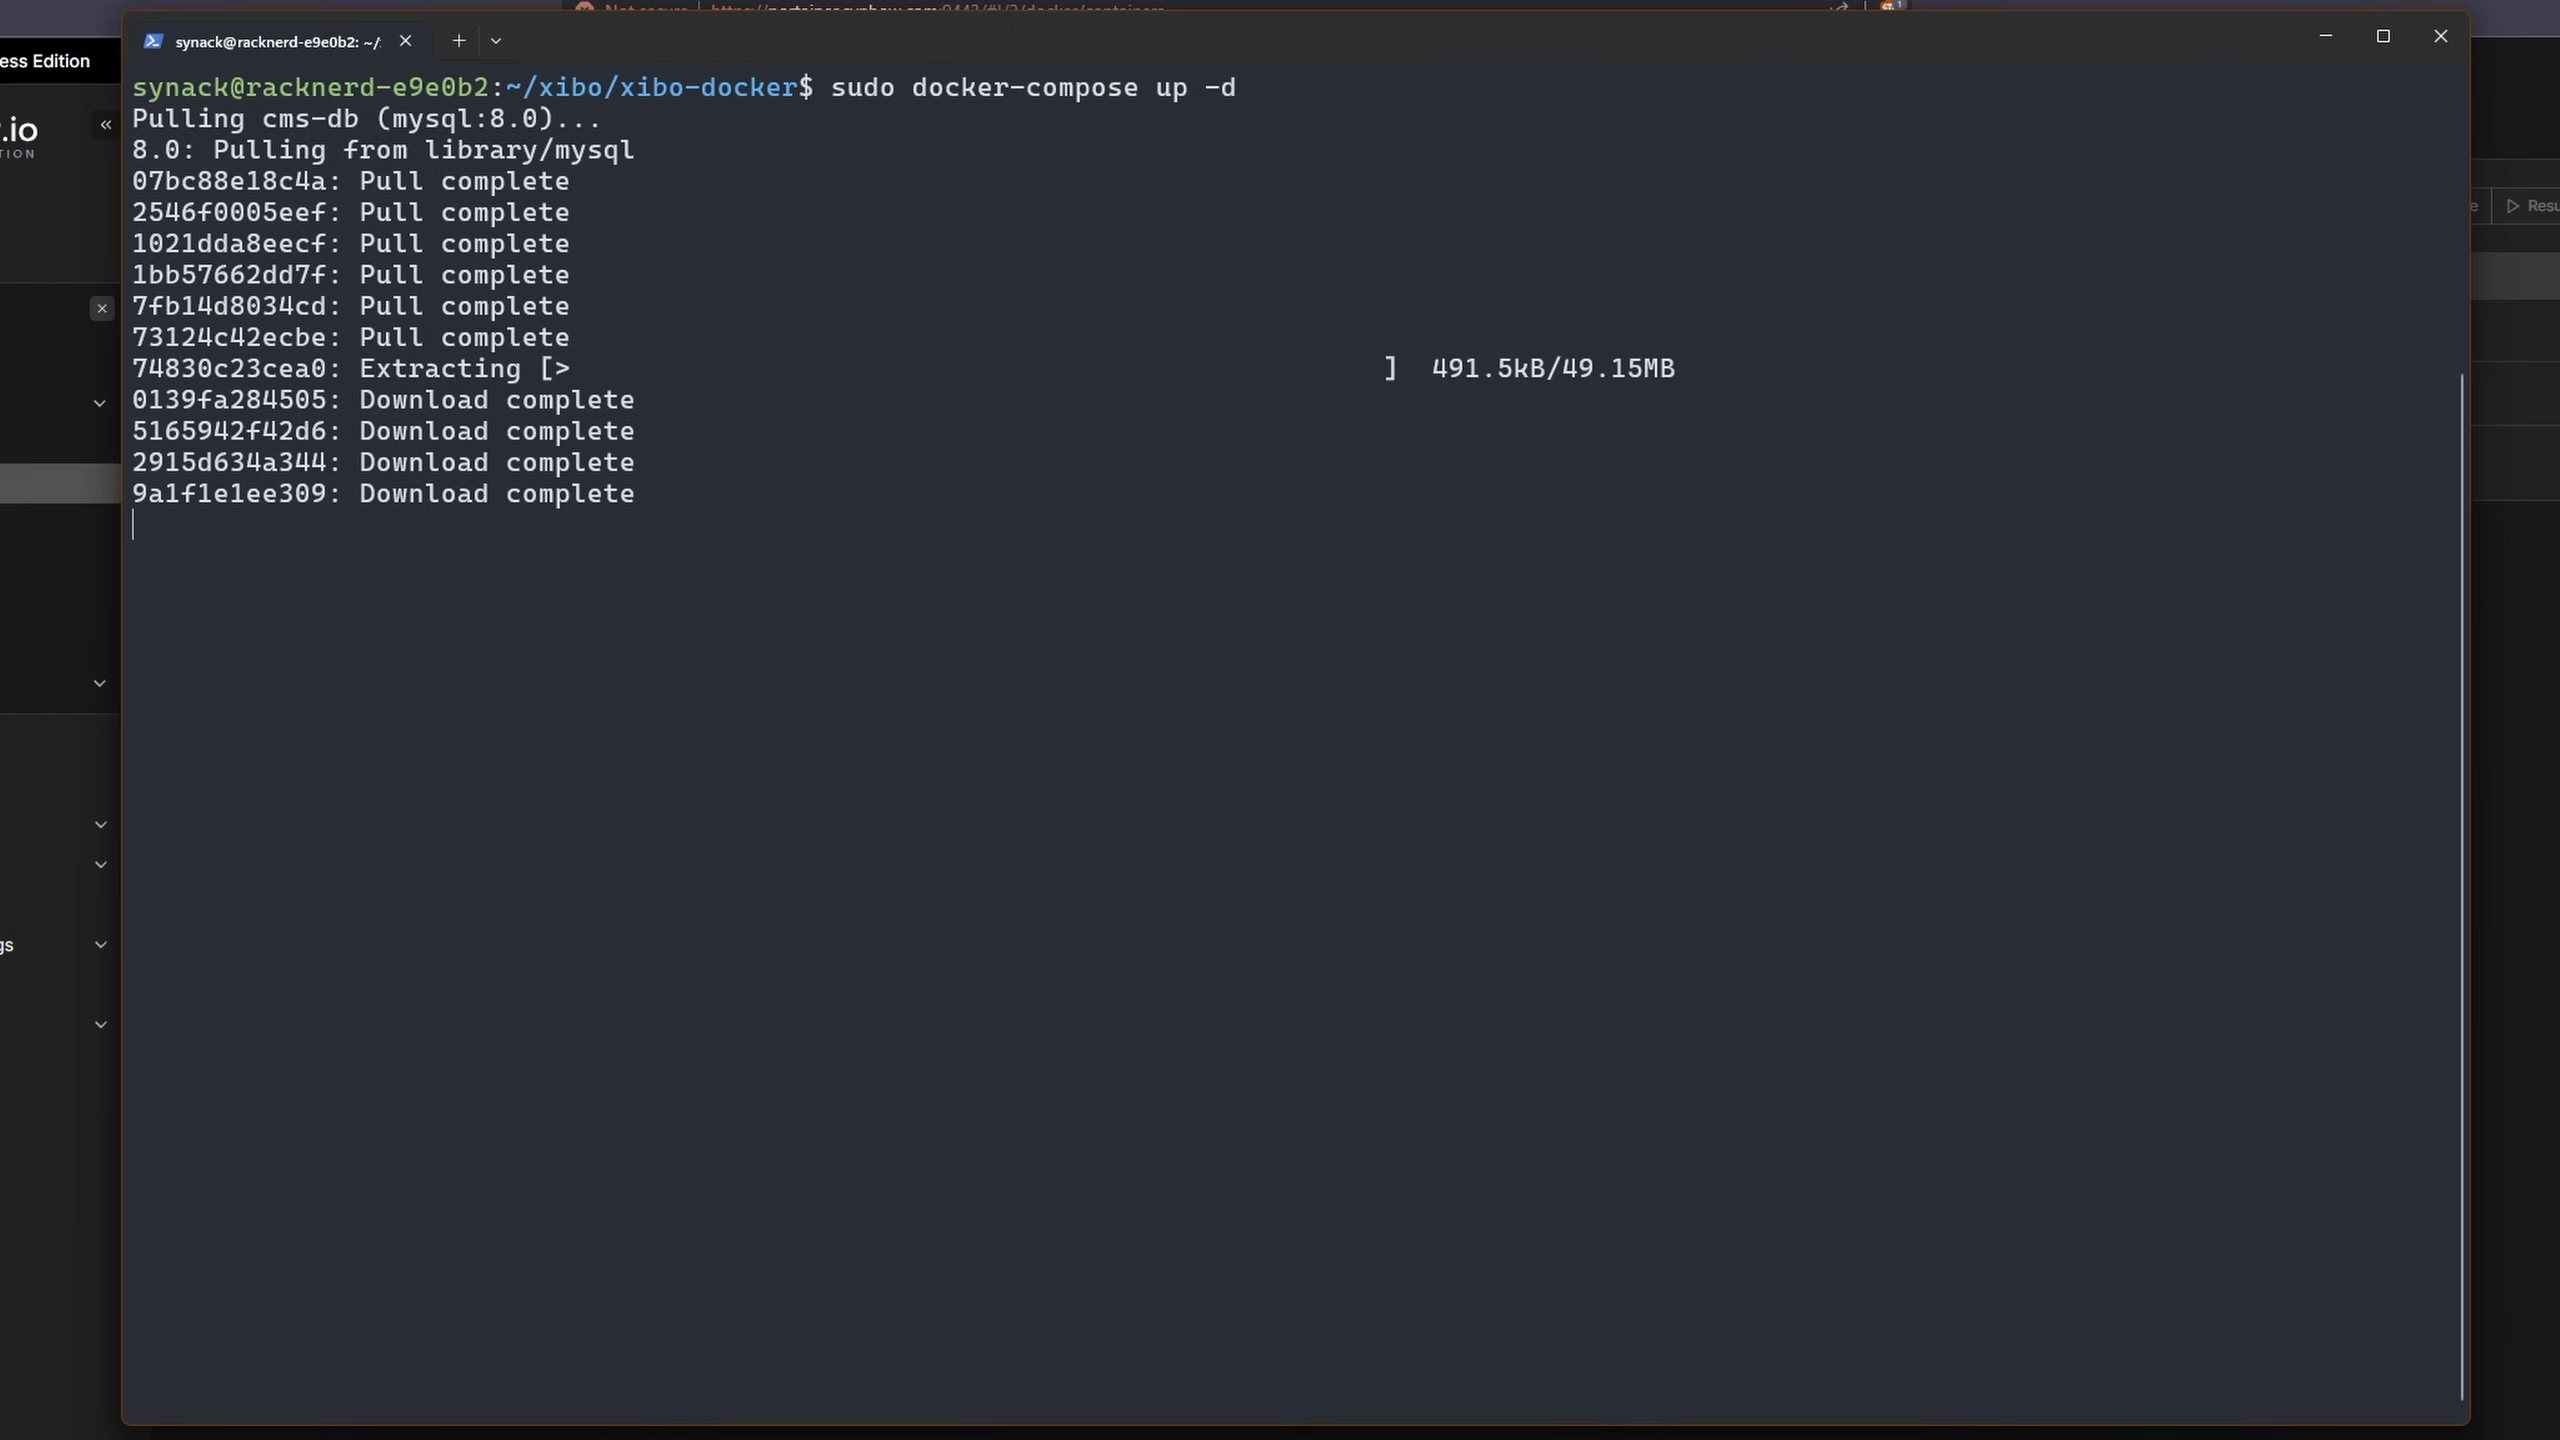 ess Edition
.io
TION
gs
synack@racknerd-e9e0b2: ~/
synack@racknerd-e9e0b2:~/xibo/xibo-docker$ sudo docker-compose up -d
Pulling cms-db (mysql:8.0)...
8.0: Pulling from library/mysql
07bc88e18c4a: Pull complete
2546f0005eef: Pull complete
1021dda8eecf: Pull complete
1bb57662dd7f: Pull complete
7fb14d8034cd: Pull complete
73124c42ecbe: Pull complete
74830c23cea0: Extracting [> ] 491.5kB/49.15MB
0139fa284505: Download complete
5165942f42d6: Download complete
2915d634a344: Download complete
9a1f1e1ee309: Download complete
e
Resu